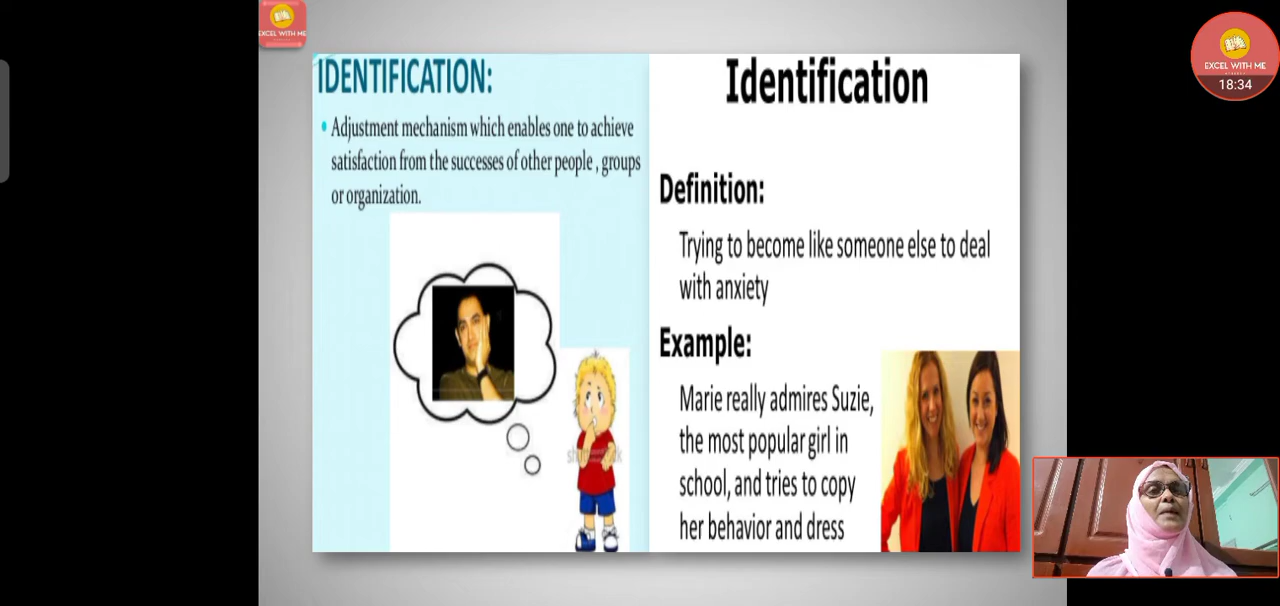 EXCEL WITH ME
IDENTIFICATION:
• Adjustment mechanism which enables one to achieve
satisfaction from the successes of other people , groups
or organization.
Identification
Definition:
Trying to become like someone else to deal
with anxiety
Example:
Marie really admires Suzie,
the most popular girl in
school, and tries to copy
her behavior and dress
EXCEL WITH ME
18:34